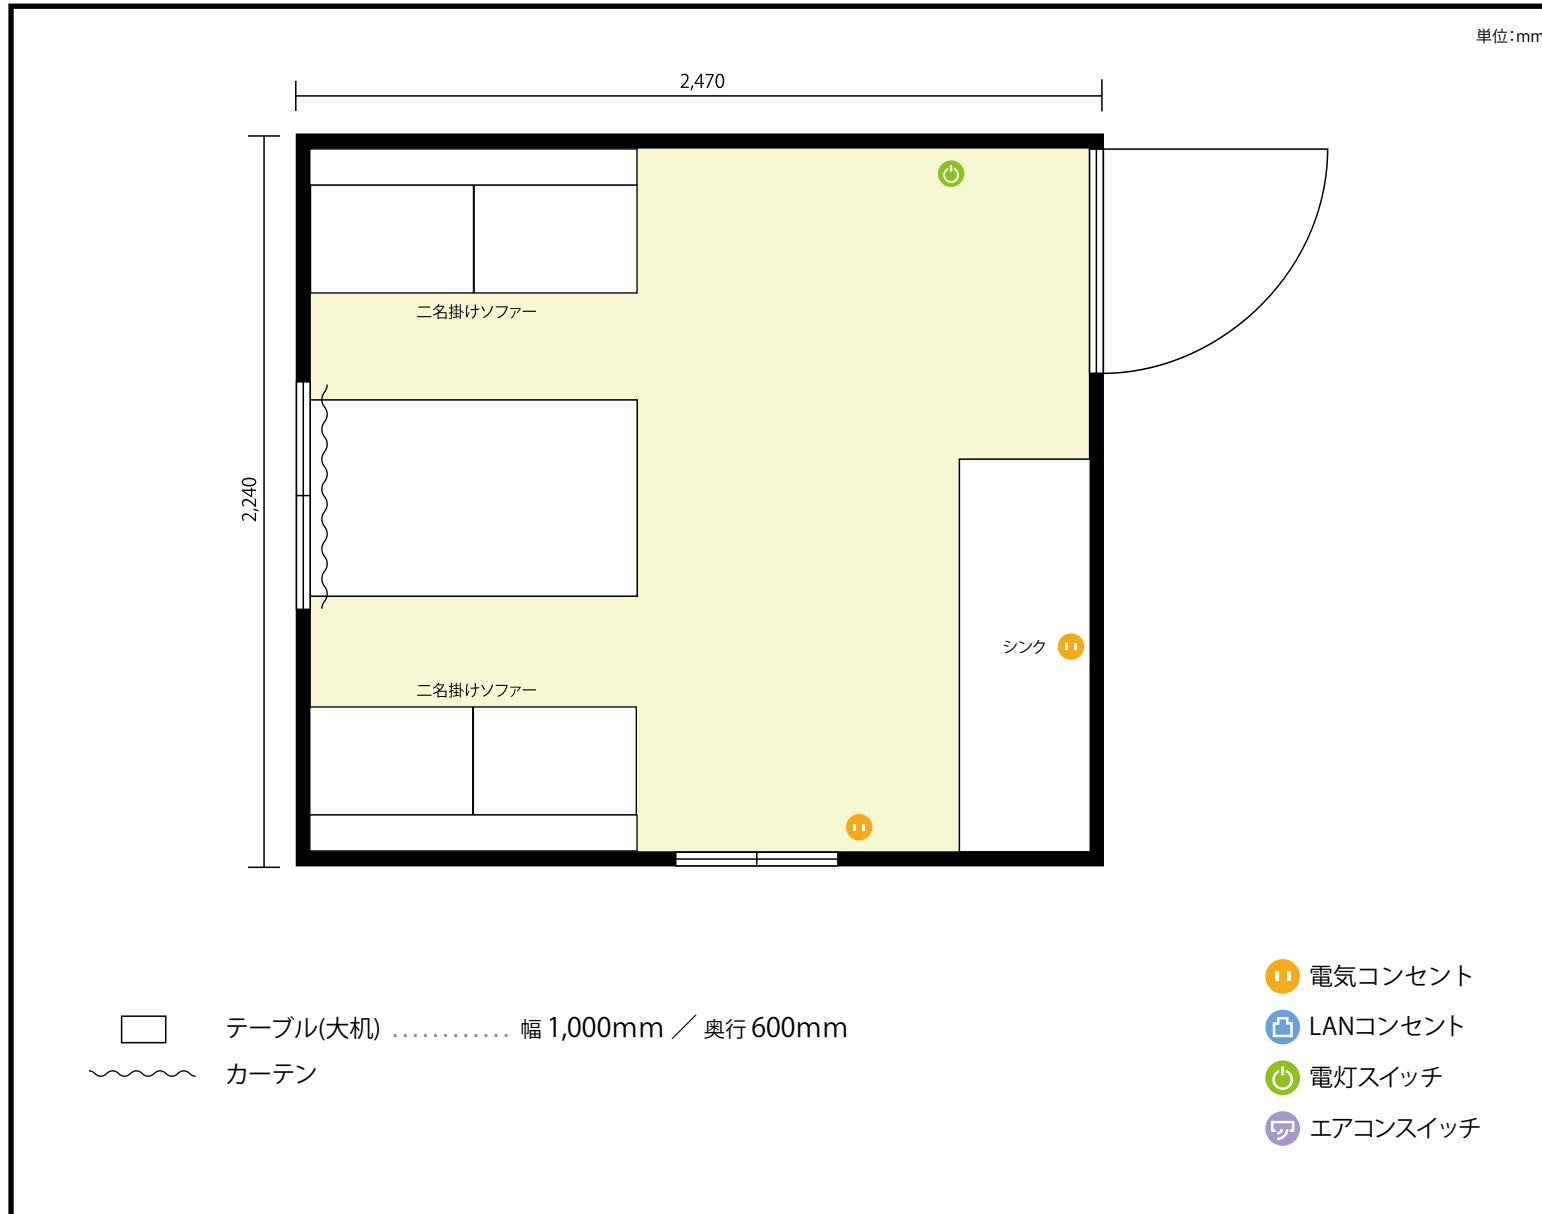 単位：mm
2,470
二名掛けソファー
2,240
シンク
二名掛けソファー
テーブル(大机) ............ 幅 1,000mm ／ 奥行 600mm
カーテン
電気コンセント
LANコンセント
電灯スイッチ
エアコンスイッチ